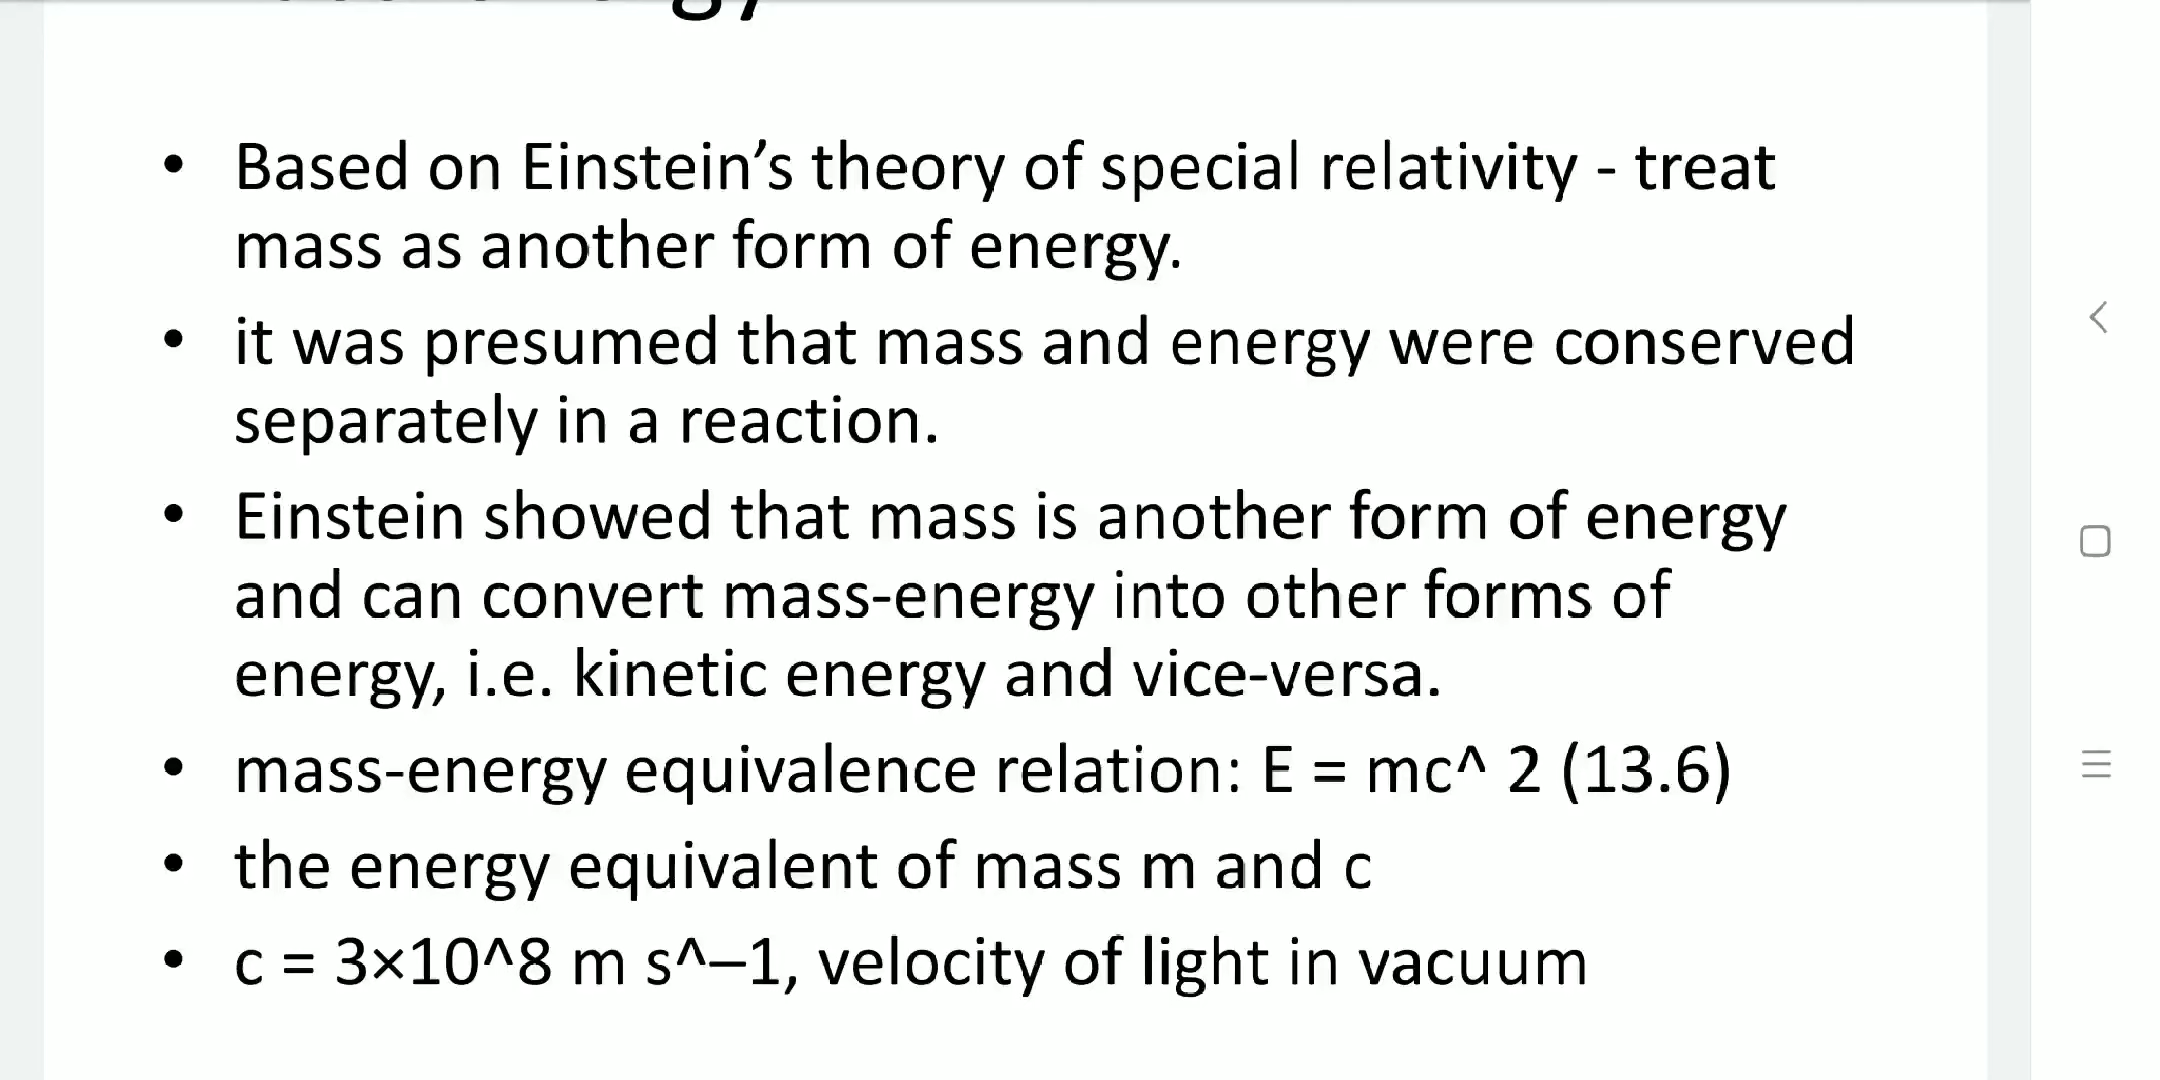 • Based on Einstein’s theory of special relativity - treat
mass as another form of energy.
• it was presumed that mass and energy were conserved
separately in a reaction.
• Einstein showed that mass is another form of energy
and can convert mass-energy into other forms of
energy, i.e. kinetic energy and vice-versa.
• mass-energy equivalence relation: E = mc^ 2 (13.6)
• the energy equivalent of mass m and c
• c = 3×10^8 m s^–1, velocity of light in vacuum